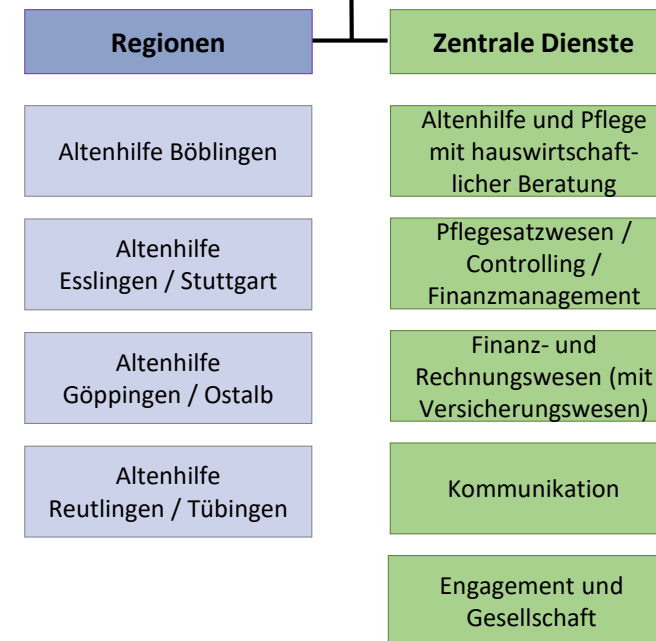 Regionen
Altenhilfe Böblingen
Altenhilfe
Esslingen / Stuttgart
Altenhilfe
Göppingen / Ostalb
Altenhilfe
Reutlingen / Tübingen
Zentrale Dienste
Altenhilfe und Pflege
mit hauswirtschaft-
licher Beratung
Pflegesatzwesen /
Controlling /
Finanzmanagement
Finanz- und
Rechnungswesen (mit
Versicherungswesen)
Kommunikation
Engagement und
Gesellschaft